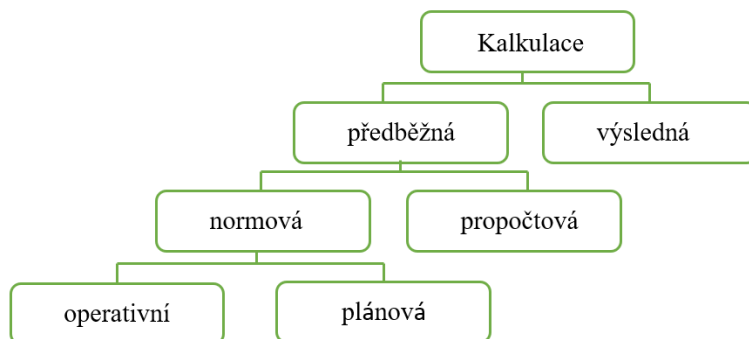 Kalkulace
předběžná
výsledná
normová
propočtová
operativní
plánová